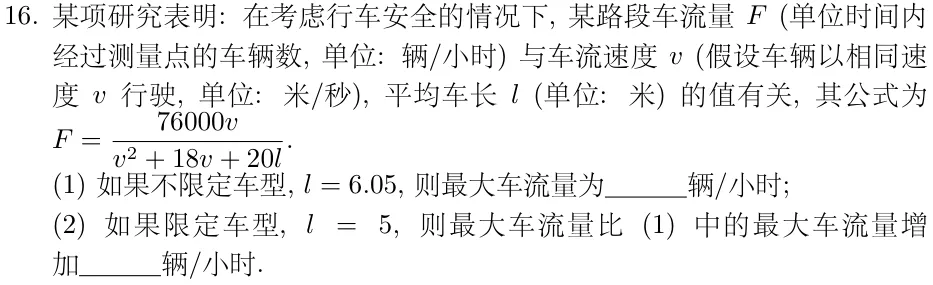 16. 某项研究表明: 在考虑行车安全的情况下, 某路段车流量 F (单位时间内
经过测量点的车辆数, 单位: 辆/小时) 与车流速度 v (假设车辆以相同速
度 v 行驶, 单位: 米/秒), 平均车长 l (单位: 米) 的值有关, 其公式为
F = \frac{76000v}{v^2 + 18v + 20l}.
(1) 如果不限定车型, l = 6.05, 则最大车流量为______辆/小时;
(2) 如果限定车型, l = 5, 则最大车流量比 (1) 中的最大车流量增
加______辆/小时.